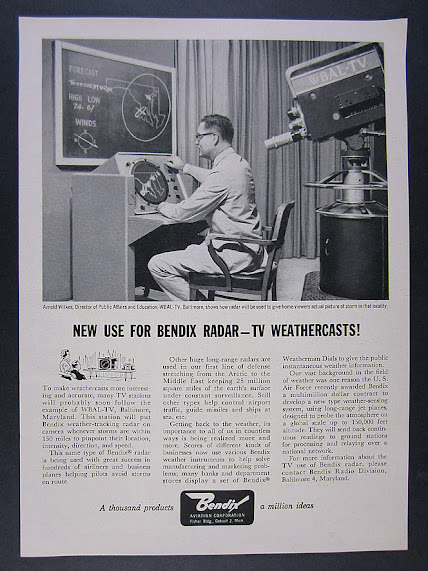 FORECAST
HIGH LOW
74 - 67
WINDS
WBAL-TV
Arnold Wilkes, Director of Public Affairs and Education, WBAL-TV, Baltimore, shows how radar will be used to give home viewers actual picture of storm in that locality.
NEW USE FOR BENDIX RADAR—TV WEATHERCASTS!
To make weathercasts more interest-
ing and accurate, many TV stations
will probably soon follow the
example of WBAL-TV, Baltimore,
Maryland. This station will put
Bendix weather-tracking radar on
camera whenever storms are within
150 miles to pinpoint their location,
intensity, direction, and speed.
This same type of Bendix® radar
is being used with great success in
hundreds of airlines and business
planes helping pilots avoid storms
en route.
Other huge long-range radars are
used in our first line of defense
stretching from the Arctic to the
Middle East keeping 25 million
square miles of the earth's surface
under constant surveillance. Still
other types help control airport
traffic, guide missiles and ships at
sea, etc.
Getting back to the weather, its
importance to all of us in countless
ways is being realized more and
more. Scores of different kinds of
businesses now use various Bendix
weather instruments to help solve
manufacturing and marketing prob-
lems; many banks and department
stores display a set of Bendix®
Weatherman Dials to give the public
instantaneous weather information.
Our vast background in the field
of weather was one reason the U. S.
Air Force recently awarded Bendix
a multimillion dollar contract to
develop a new type weather-sensing
system, using long-range jet planes,
designed to probe the atmosphere on
a global scale up to 150,000 feet
altitude. They will send back contin-
uous readings to ground stations
for processing and relaying over a
national network.
For more information about the
TV use of Bendix radar, please
contact Bendix Radio Division,
Baltimore 4, Maryland.
A thousand products
Bendix
AVIATION CORPORATION
Fisher Bldg., Detroit 2, Mich.
a million ideas